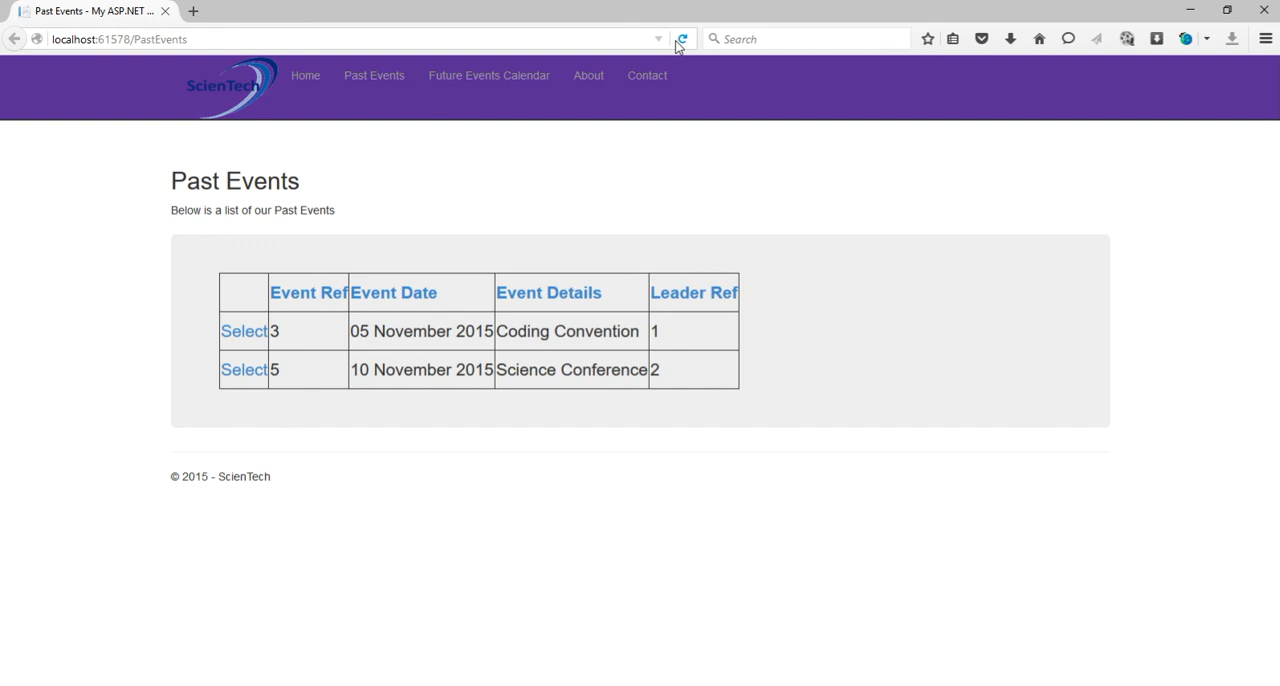 Past Events - My ASP.NET ...
localhost:61578/PastEvents
Search
ScienTech
Home Past Events Future Events Calendar About Contact
Past Events
Below is a list of our Past Events
Event Ref Event Date Event Details Leader Ref
Select 3 05 November 2015 Coding Convention 1
Select 5 10 November 2015 Science Conference 2
© 2015 - ScienTech